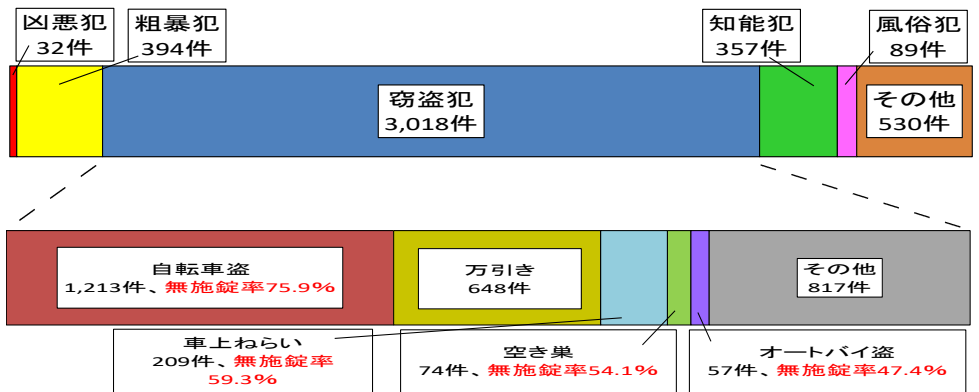 凶悪犯
32件
粗暴犯
394件
知能犯
357件
風俗犯
89件
窃盗犯
3,018件
その他
530件
自転車盗
1,213件、無施錠率75.9%
万引き
648件
その他
817件
車上ねらい
209件、無施錠率
59.3%
空き巣
74件、無施錠率54.1%
オートバイ盗
57件、無施錠率47.4%